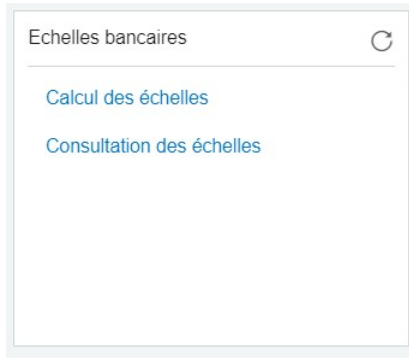 Echelles bancaires
Calcul des échelles
Consultation des échelles